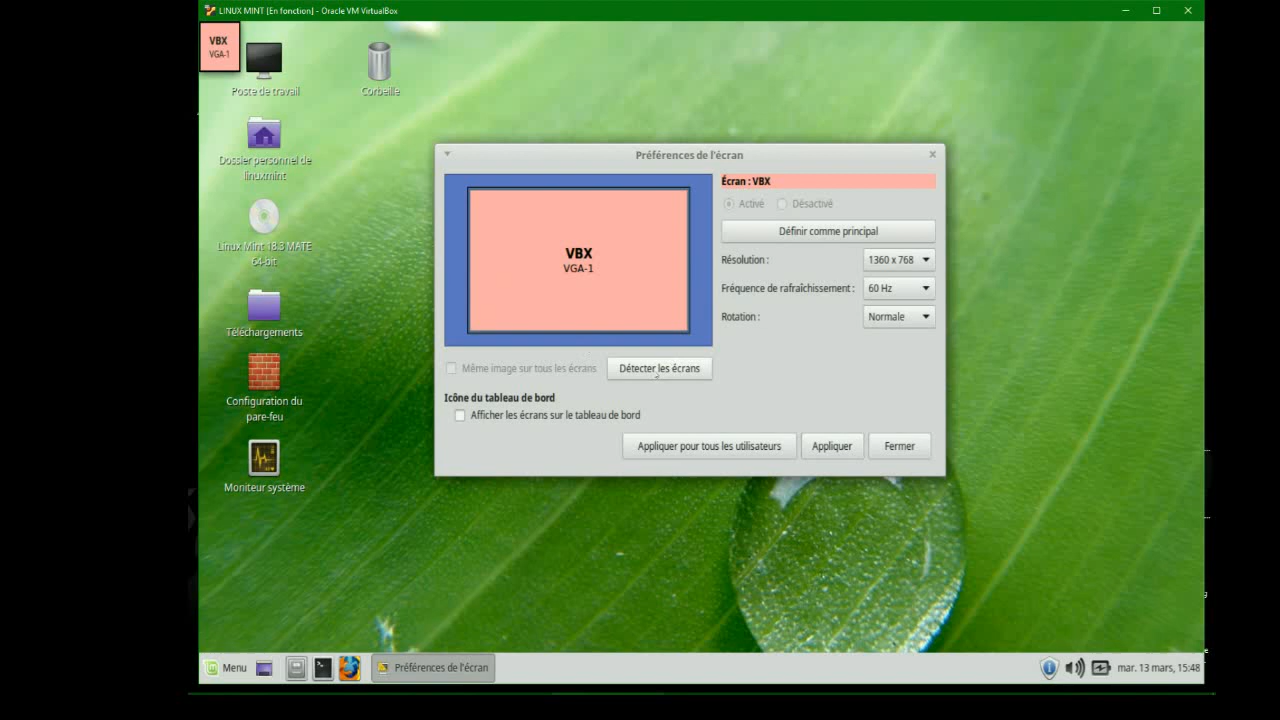 LINUX MINT [En fonction] - Oracle VM VirtualBox
VBX
VGA-1
Poste de travail
Corbeille
Dossier personnel de
linuxmint
Linux Mint 18.3 MATE
64-bit
Téléchargements
Configuration du
pare-feu
Moniteur système
Préférences de l'écran
VBX
VGA-1
Écran : VBX
Activé
Désactivé
Définir comme principal
Résolution :
1360 x 768
Fréquence de rafraîchissement :
60 Hz
Rotation :
Normale
Même image sur tous les écrans
Détecter les écrans
Icône du tableau de bord
Afficher les écrans sur le tableau de bord
Appliquer pour tous les utilisateurs
Appliquer
Fermer
Menu
Préférences de l'écran
mar. 13 mars, 15:48